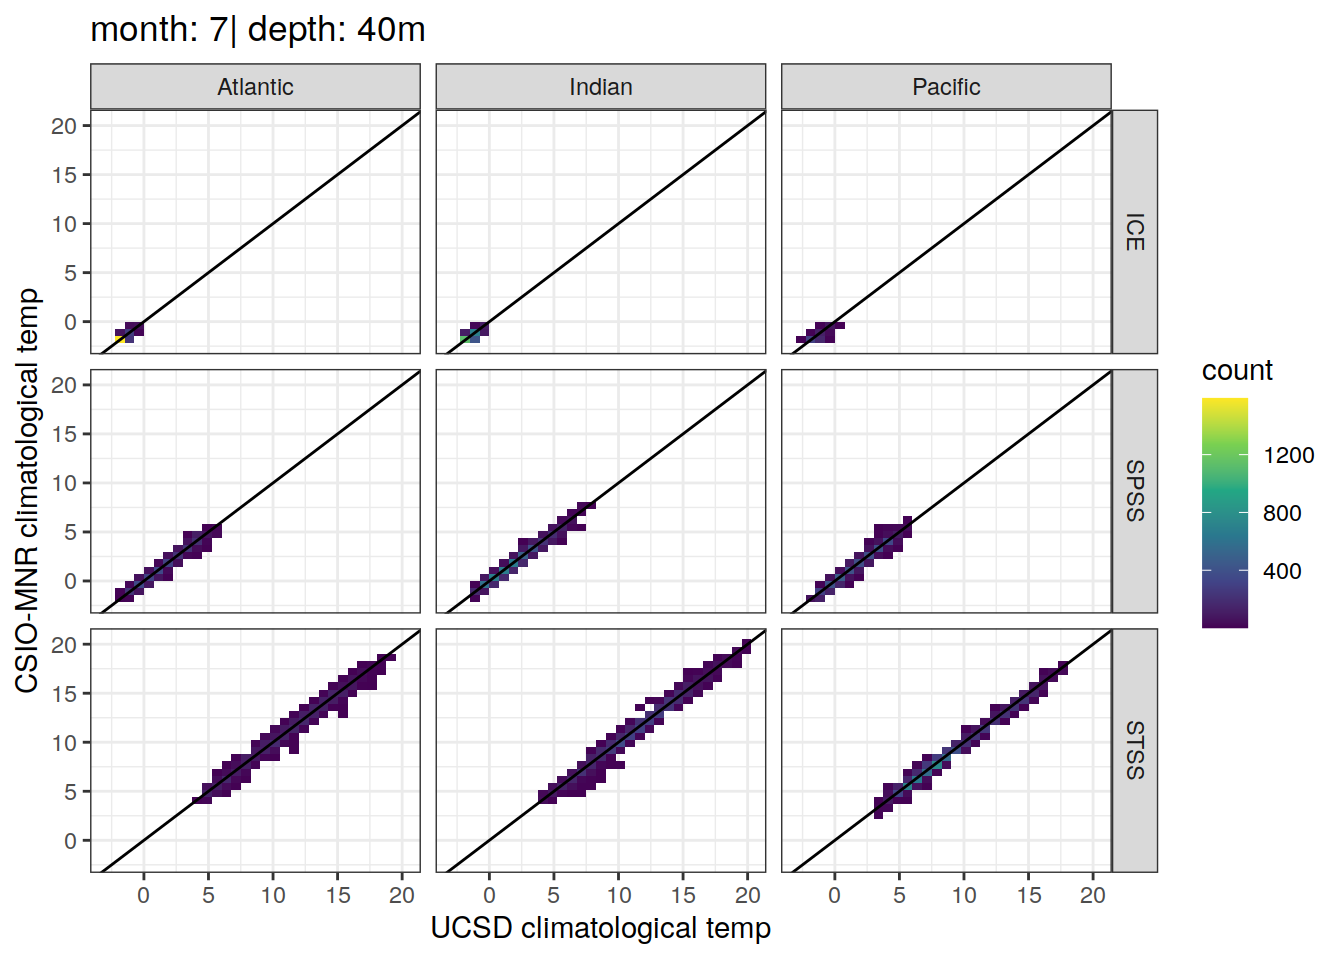 month: 7| depth: 40m
Atlantic Indian Pacific
20
15
10
5
0
ICE
20
15
10
5
0
SPSS
20
15
10
5
0
STSS
0 5 10 15 20 0 5 10 15 20 0 5 10 15 20
UCSD climatological temp
CSIO-MNR climatological temp
count
1200
800
400